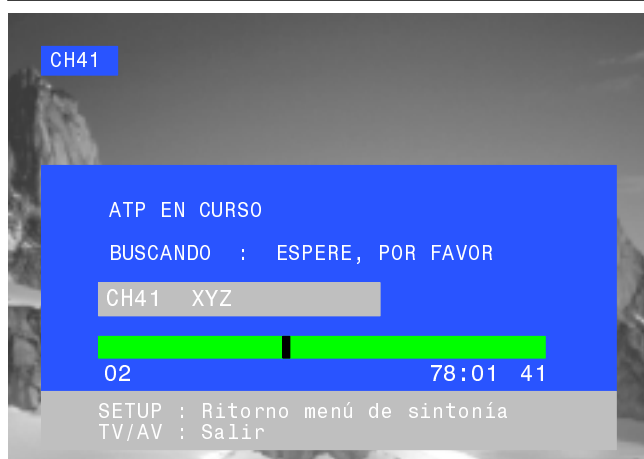 CH41
ATP EN CURSO
BUSCANDO : ESPERE, POR FAVOR
CH41 XYZ
02 78:01 41
SETUP : Ritorno menú de sintonía
TV/AV : Salir